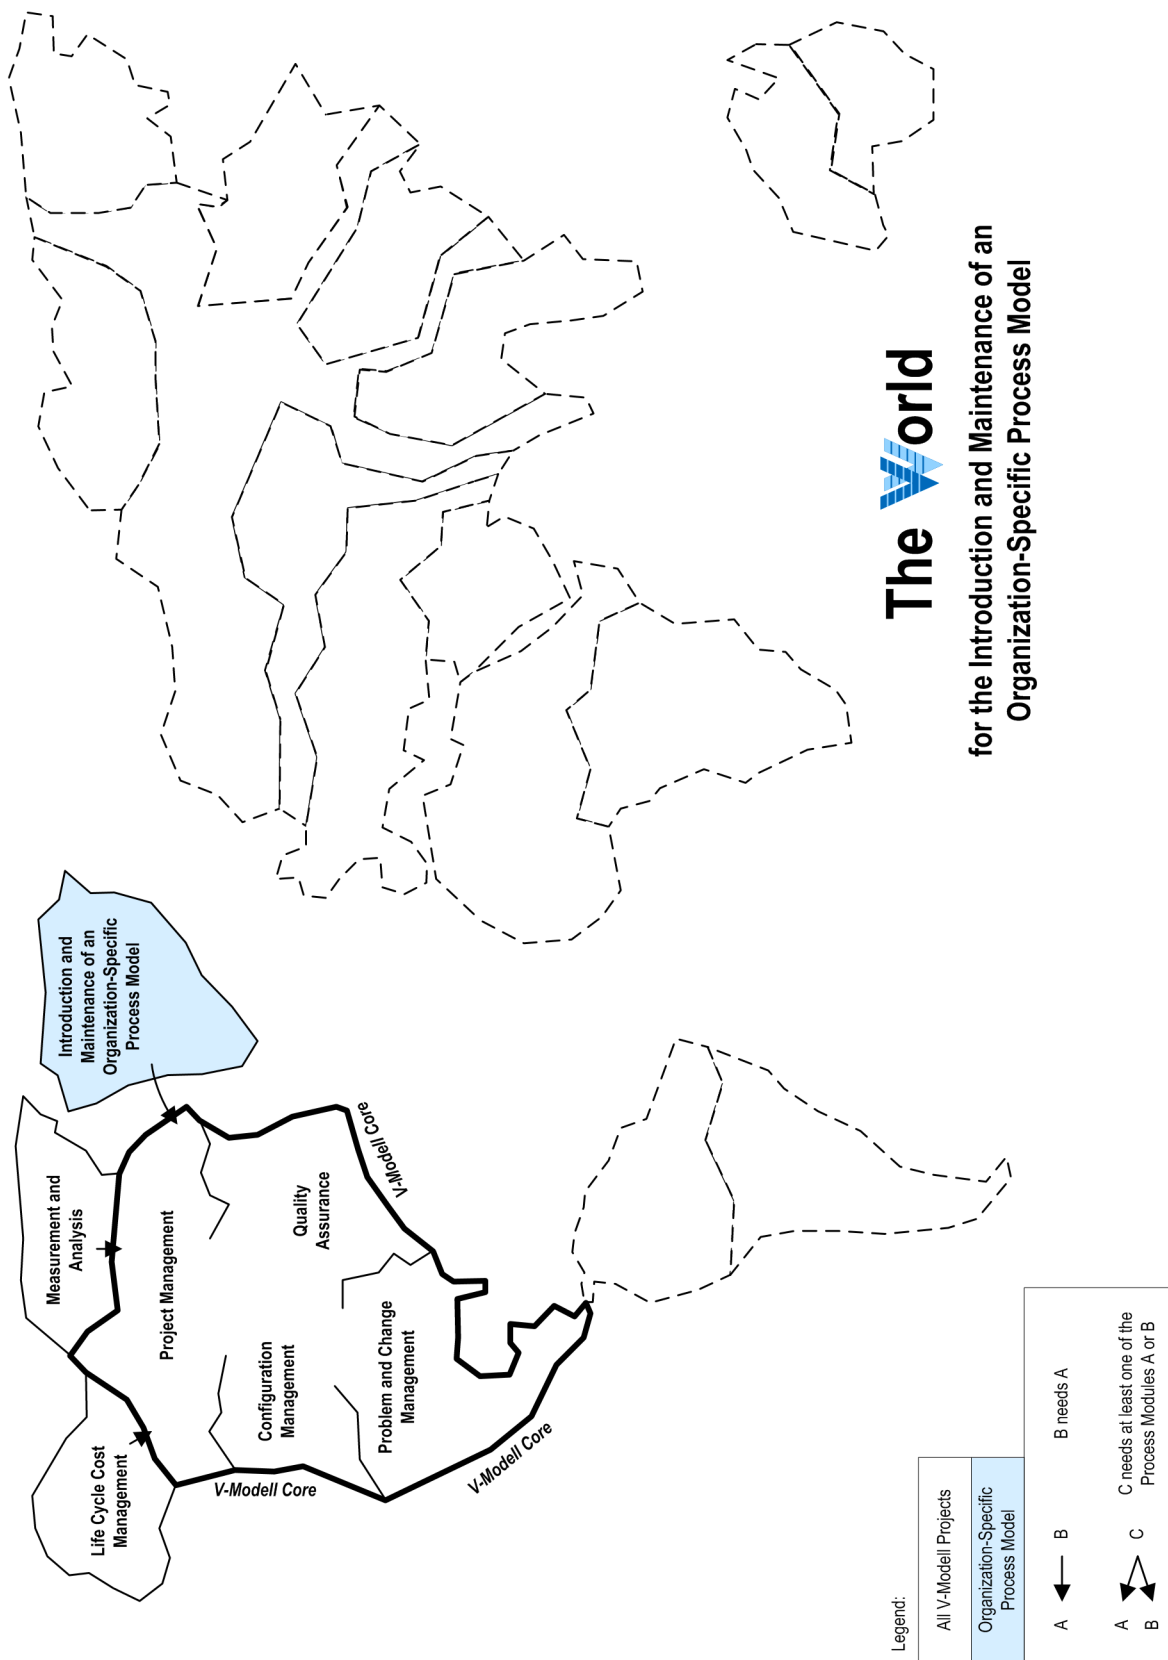 Life Cycle Cost
Management
Measurement and
Analysis
Introduction and
Maintenance of an
Organization-Specific
Process Model
Project Management
Configuration
Management
Quality
Assurance
Problem and Change
Management
V-Modell Core
V-Modell Core
V-Modell Core
The World
for the Introduction and Maintenance of an
Organization-Specific Process Model
Legend:
All V-Modell Projects
Organization-Specific
Process Model
A B B needs A
A
B
C
C needs at least one of the
Process Modules A or B